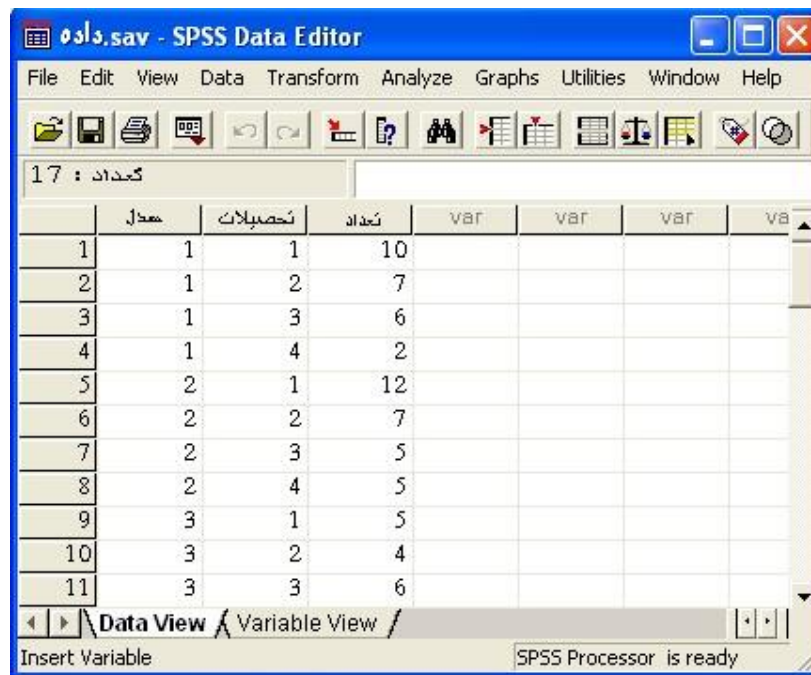 داده.sav - SPSS Data Editor
File Edit View Data Transform Analyze Graphs Utilities Window Help
17 : تعداد
تحصیلات تعداد var var var va
1 1 1 10
2 1 2 7
3 1 3 6
4 1 4 2
5 2 1 12
6 2 2 7
7 2 3 5
8 2 4 5
9 3 1 5
10 3 2 4
11 3 3 6
Data View Variable View
Insert Variable SPSS Processor is ready